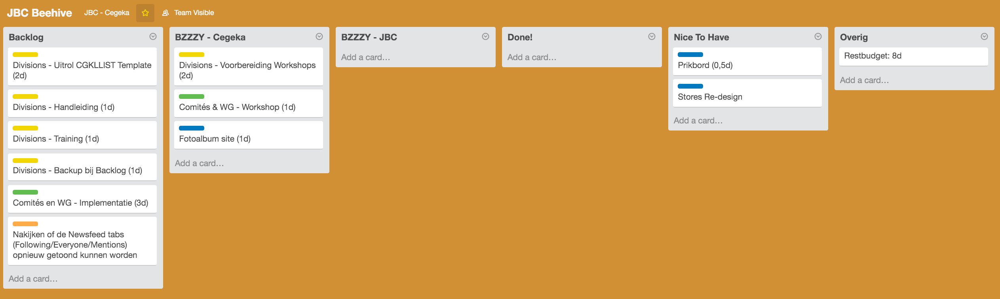 JBC Beehive JBC - Cegeka Team Visible
Backlog
Divisions - Uitrol CGKLLIST Template
(2d)
Divisions - Handleiding (1d)
Divisions - Training (1d)
Divisions - Backup bij Backlog (1d)
Comités en WG - Implementatie (3d)
Nakijken of de Newsfeed tabs
(Following/Everyone/Mentions)
opnieuw getoond kunnen worden
Add a card…
BZZZY - Cegeka
Divisions - Voorbereiding Workshops
(2d)
Comités & WG - Workshop (1d)
Fotoalbum site (1d)
Add a card…
BZZZY - JBC
Add a card…
Done!
Add a card…
Nice To Have
Prikbord (0,5d)
Stores Re-design
Add a card…
Overig
Restbudget: 8d
Add a card…